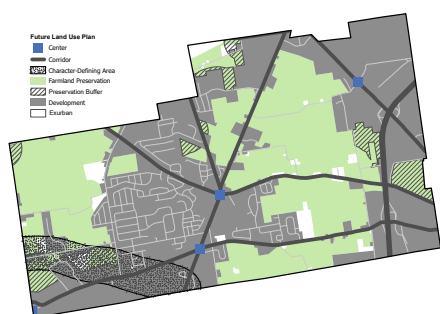 Future Land Use Plan
Center
Corridor
Character-Defining Area
Farmland Preservation
Preservation Buffer
Development
Exurban